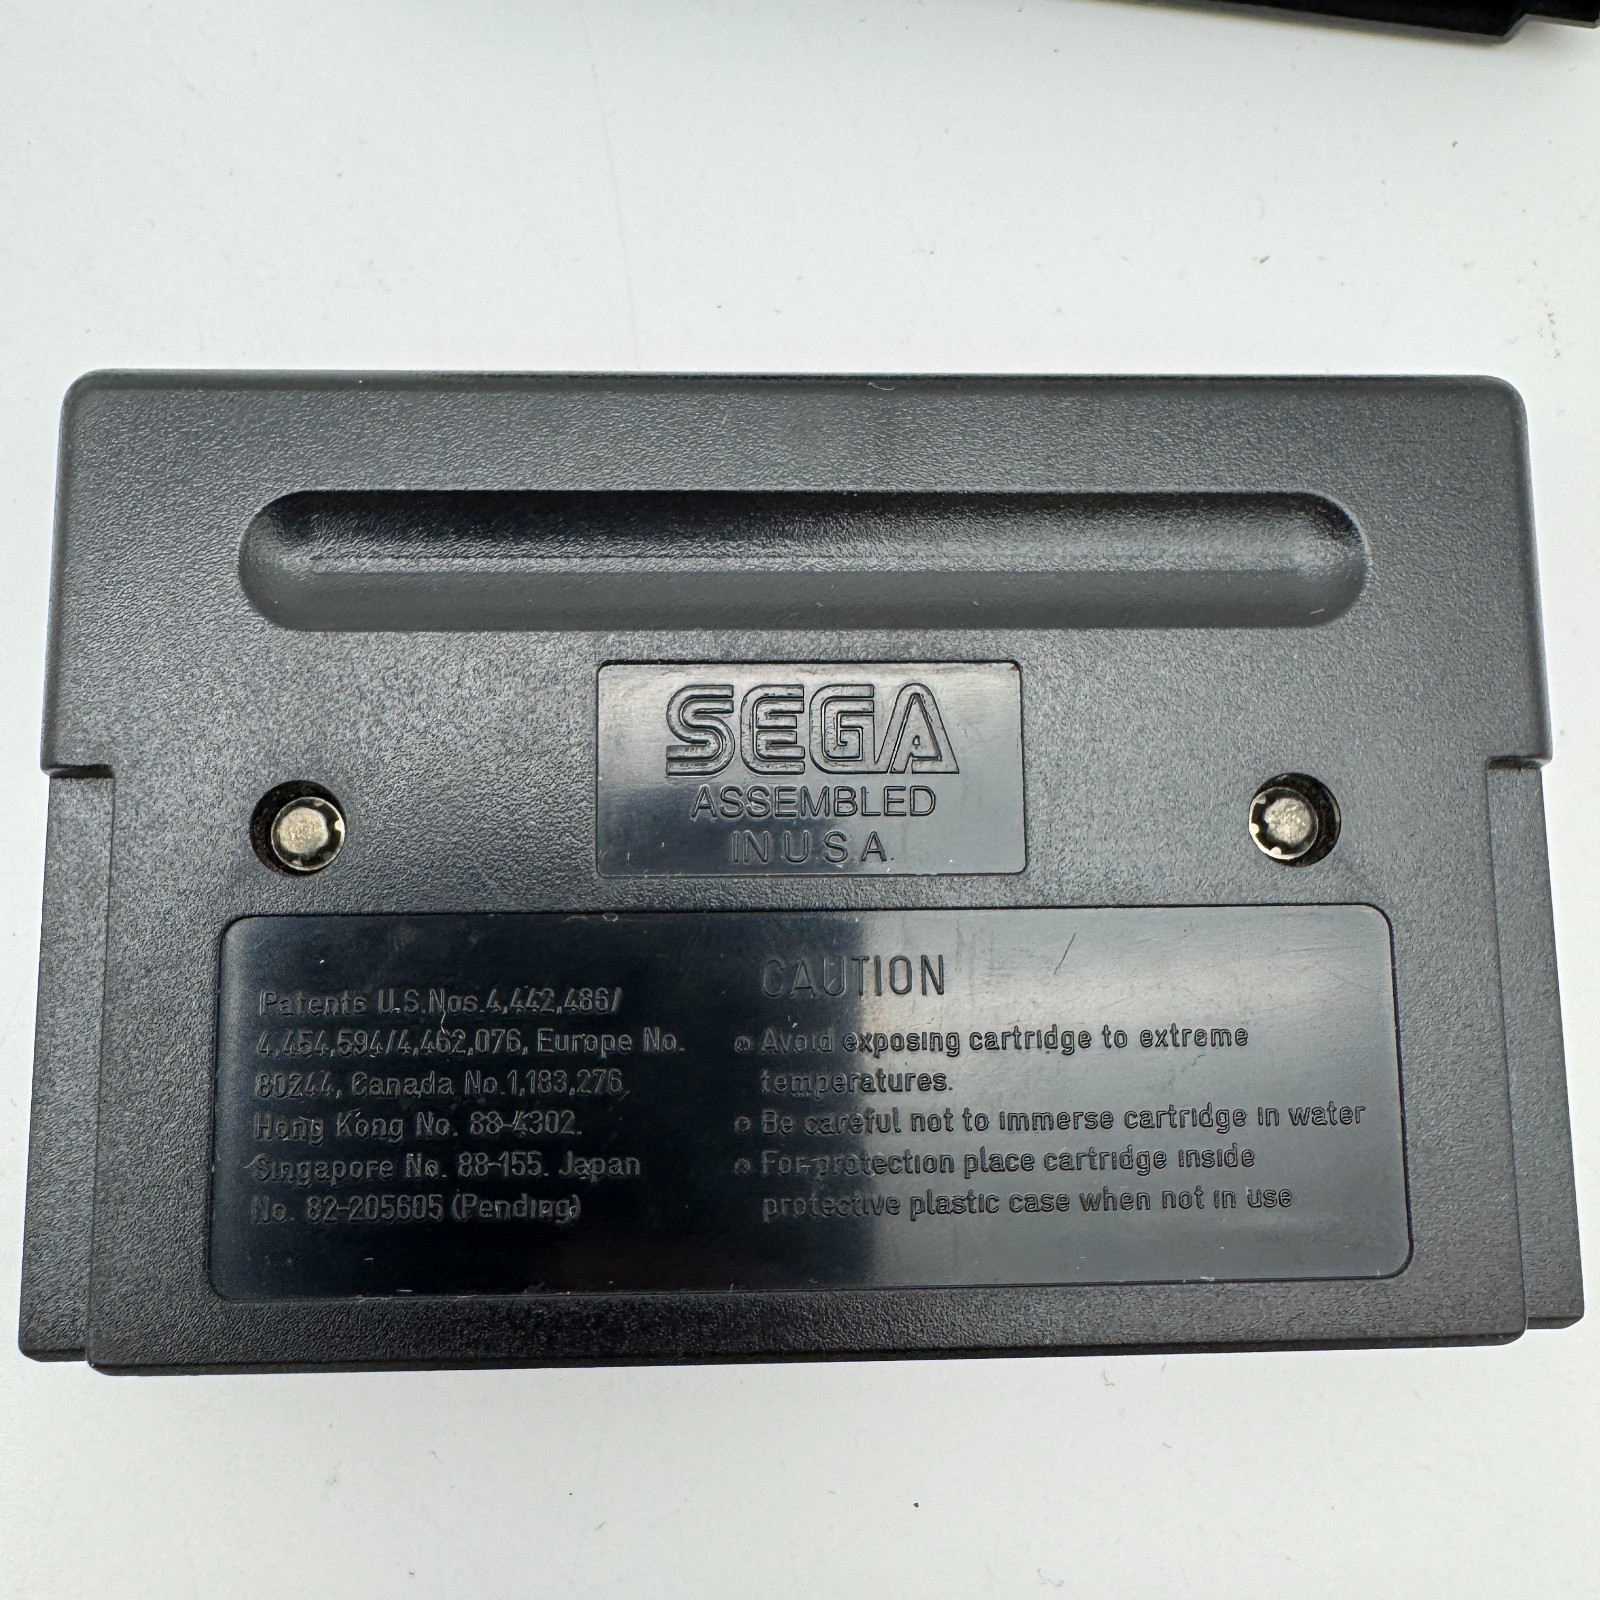 SEGA
ASSEMBLED
IN U S A.
Patents U.S.Nos.4,442,486/
4,454,594/4,462,076, Europe No.
80244, Canada No.1,183,276,
Hong Kong No. 88-4302.
Singapore No. 88-155. Japan
No. 82-205605 (Pending)
CAUTION
Avoid exposing cartridge to extreme
temperatures.
Be careful not to immerse cartridge in water
For protection place cartridge inside
protective plastic case when not in use